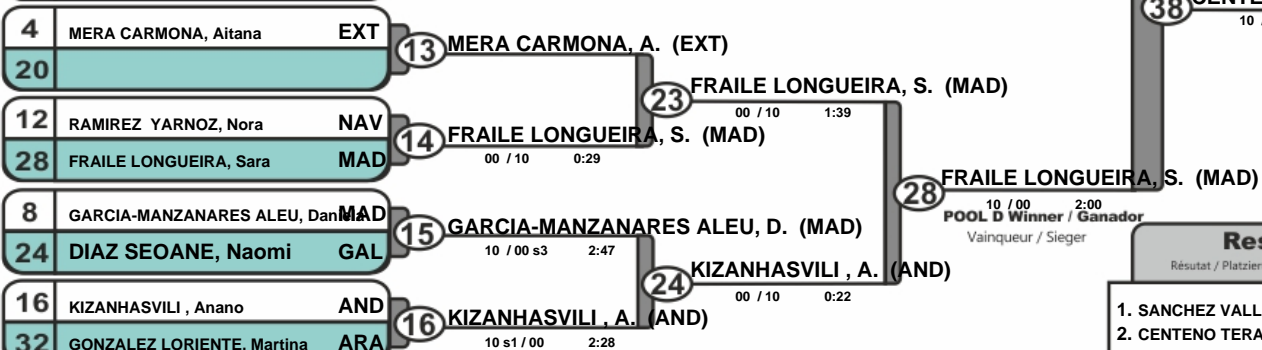 4 MERA CARMONA, Aitana EXT
20
13 MERA CARMONA, A. (EXT)
12 RAMIREZ YARNOZ, Nora NAV
28 FRAILE LONGUEIRA, Sara MAD
14 FRAILE LONGUEIRA, S. (MAD)
00 / 10 0:29
23 FRAILE LONGUEIRA, S. (MAD)
00 / 10 1:39
8 GARCIA-MANZANARES ALEU, Daniela MAD
24 DIAZ SEOANE, Naomi GAL
15 GARCIA-MANZANARES ALEU, D. (MAD)
10 / 00 s3 2:47
16 KIZANHASVILI , Anano AND
32 GONZALEZ LORIENTE, Martina ARA
16 KIZANHASVILI , A. (AND)
10 s1 / 00 2:28
24 KIZANHASVILI , A. (AND)
00 / 10 0:22
28 FRAILE LONGUEIRA, S. (MAD)
10 / 00 2:00
POOL D Winner / Ganador
Vainqueur / Sieger
38
10
Résutat / Platzier
1. SANCHEZ VALL
2. CENTENO TERA